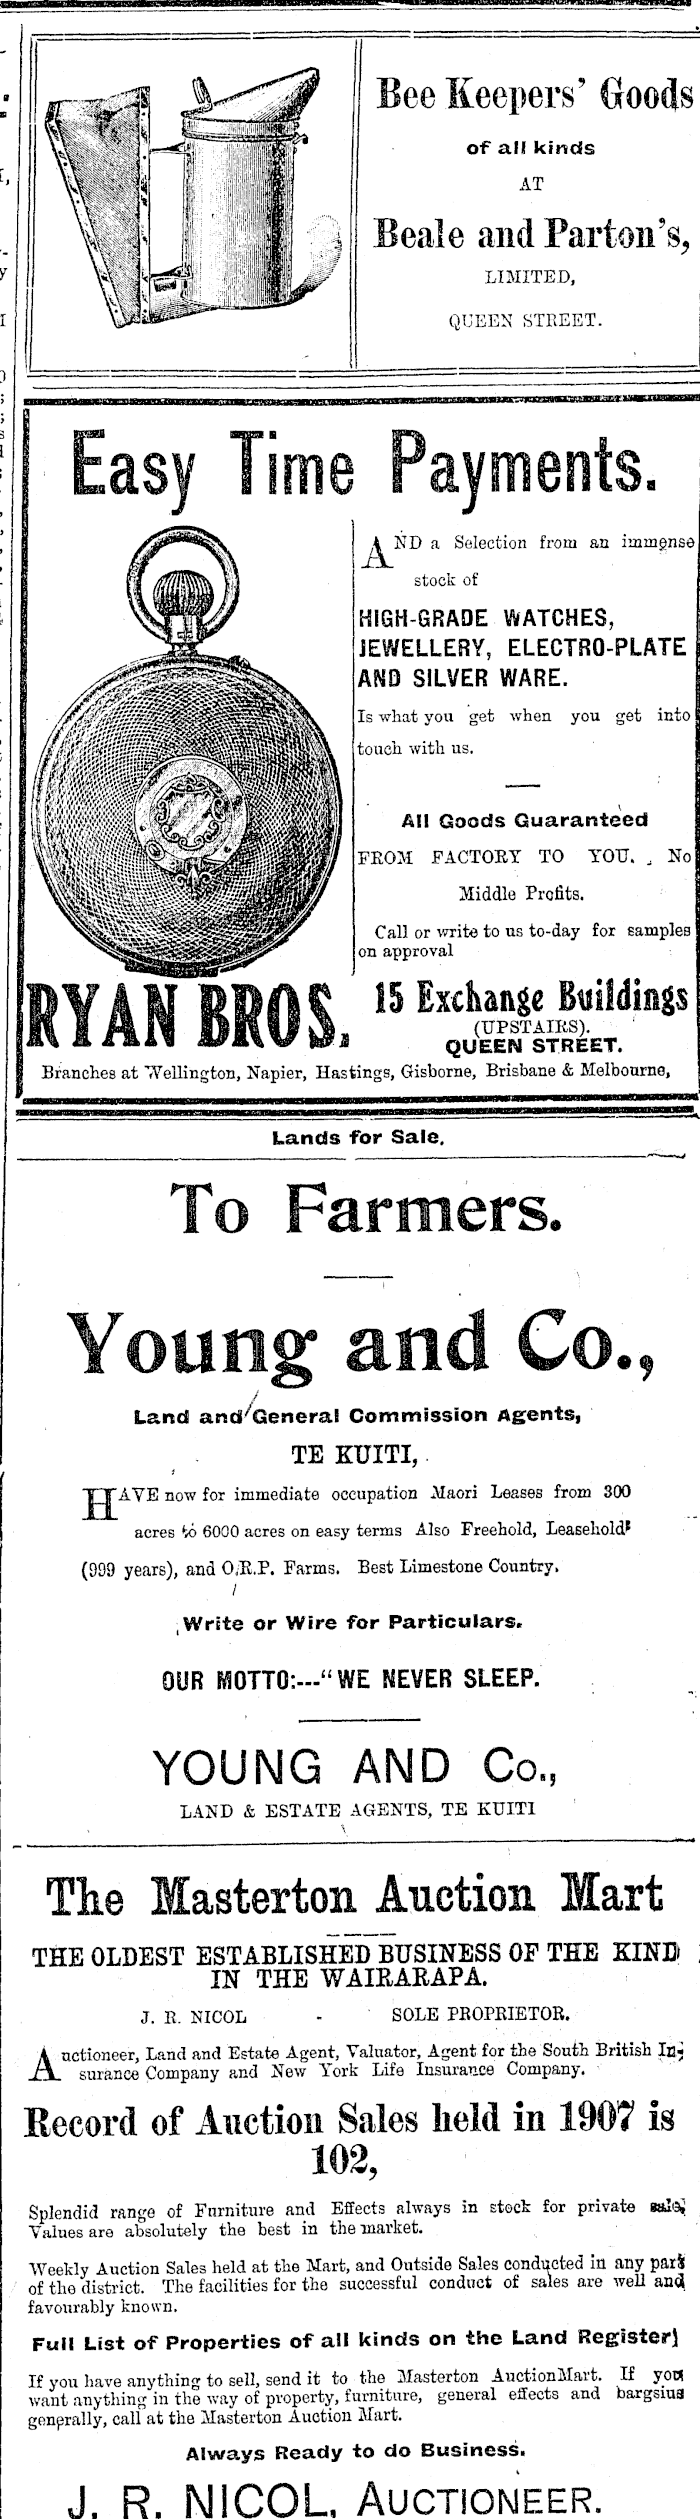 Bee Keepers' Goods
of all kinds
AT
Beale and Parton's,
LIMITED,
QUEEN STREET.
Easy Time Payments.
AND a Selection from an immense
stock of
HIGH-GRADE WATCHES,
JEWELLERY, ELECTRO-PLATE
AND SILVER WARE.
Is what you get when you get into
touch with us.
All Goods Guaranteed
FROM FACTORY TO YOU. No
Middle Profits.
Call or write to us to-day for samples
on approval
RYAN BROS.
15 Exchange Buildings
(UPSTAIRS).
QUEEN STREET.
Branches at Wellington, Napier, Hastings, Gisborne, Brisbane & Melbourne,
Lands for Sale.
To Farmers.
Young and Co.,
Land and General Commission Agents,
TE KUITI,
HAVE now for immediate occupation Maori Leases from 300
acres to 6000 acres on easy terms Also Freehold, Leasehold
(999 years), and O.R.P. Farms. Best Limestone Country.
Write or Wire for Particulars.
OUR MOTTO:---"WE NEVER SLEEP.
YOUNG AND Co.,
LAND & ESTATE AGENTS, TE KUITI
The Masterton Auction Mart
THE OLDEST ESTABLISHED BUSINESS OF THE KIND
IN THE WAIRARAPA.
J. R. NICOL - SOLE PROPRIETOR.
Auctioneer, Land and Estate Agent, Valuator, Agent for the South British In-
surance Company and New York Life Insurance Company.
Record of Auction Sales held in 1907 is
102,
Splendid range of Furniture and Effects always in stock for private sale,
Values are absolutely the best in the market.
Weekly Auction Sales held at the Mart, and Outside Sales conducted in any part
of the district. The facilities for the successful conduct of sales are well and
favourably known.
Full List of Properties of all kinds on the Land Register
If you have anything to sell, send it to the Masterton AuctionMart. If you
want anything in the way of property, furniture, general effects and bargsius
generally, call at the Masterton Auction Mart.
Always Ready to do Business.
J. R. NICOL, AUCTIONEER.